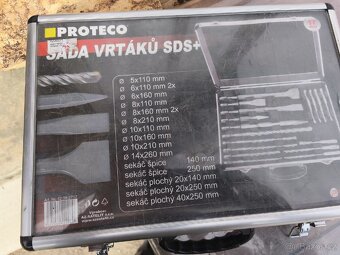 PROTECO
SADA VRTÁKŮ SDS+
ø 5x110 mm
ø 6x110 mm 2x
ø 6x160 mm
ø 8x110 mm
ø 8x160 mm 2x
ø 8x210 mm
ø 10x110 mm
ø 10x160 mm
ø 10x210 mm
ø 14x260 mm
sekáč špice 140 mm
sekáč špice 250 mm
sekáč plochý 20x140 mm
sekáč plochý 20x250 mm
sekáč plochý 40x250 mm